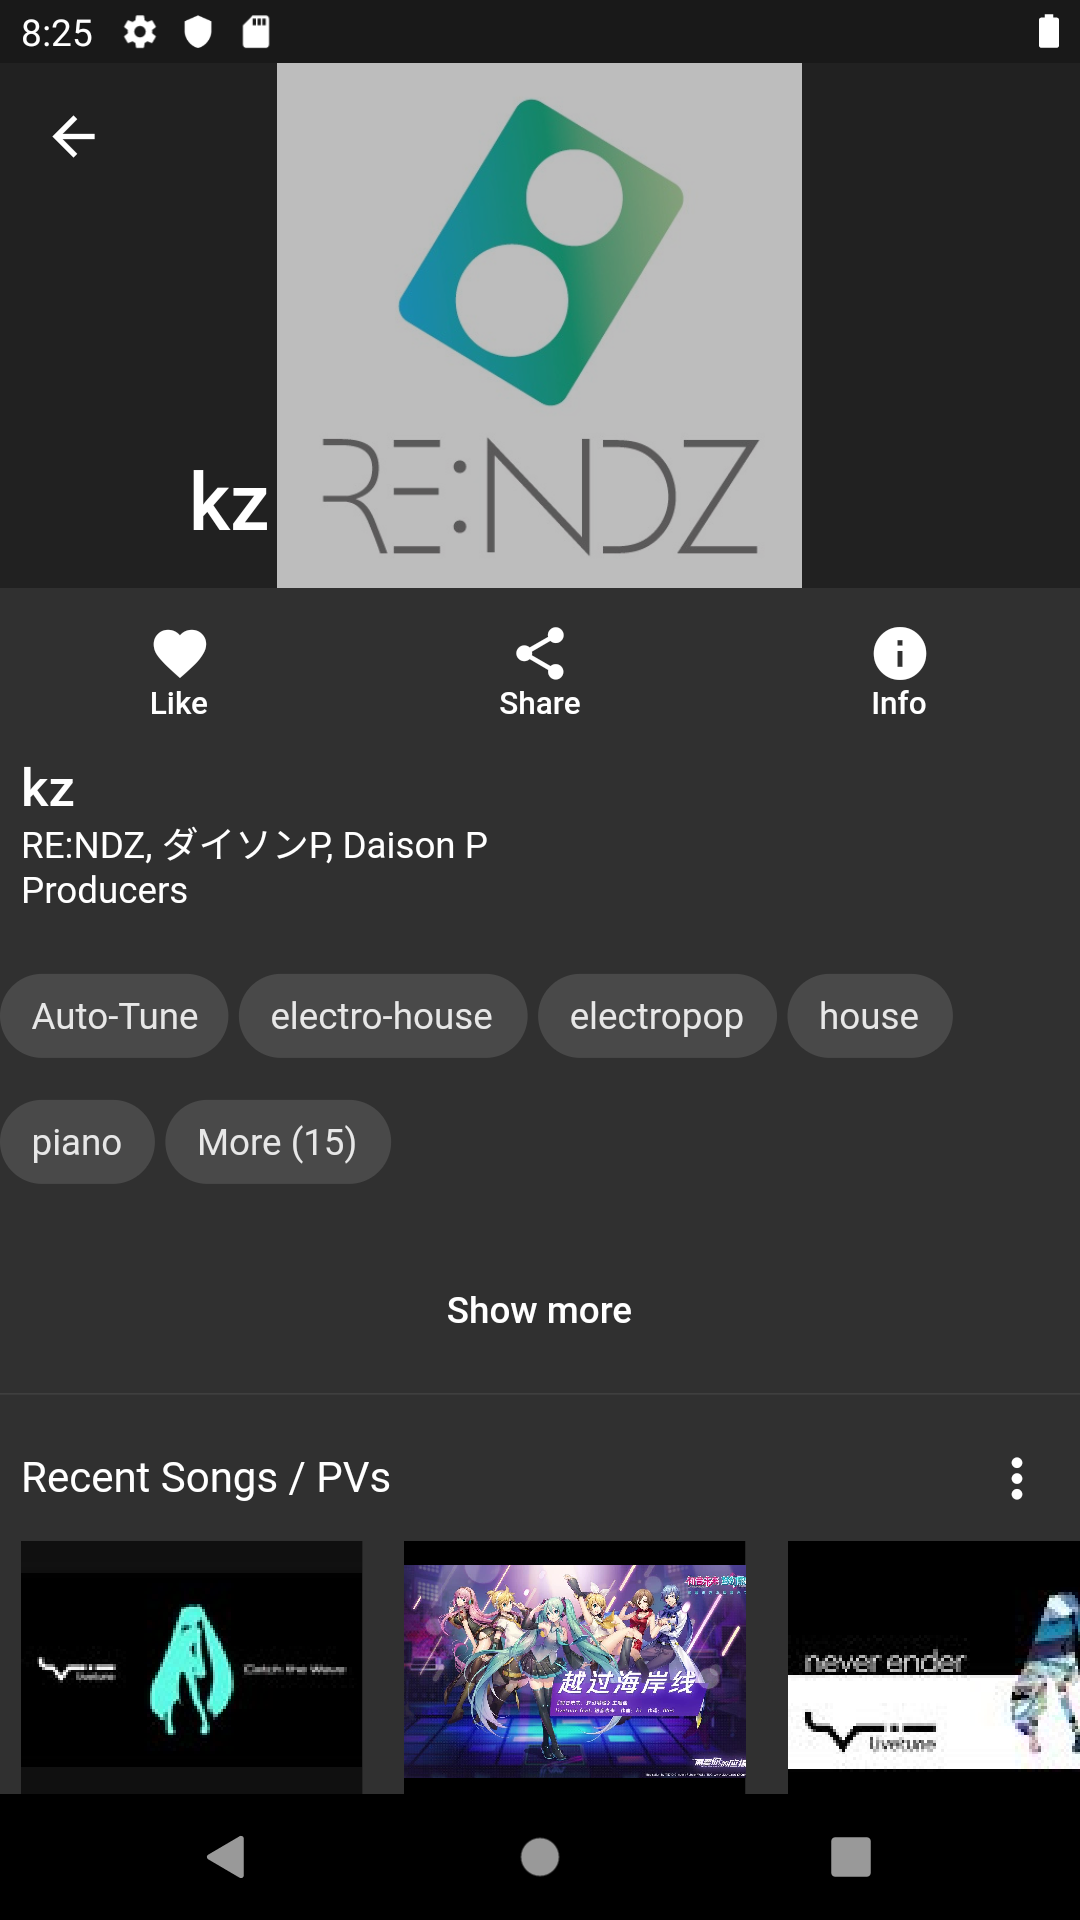 8:25
RE:NDZ
kz
Like
Share
Info
kz
RE:NDZ, ダイソンP, Daison P
Producers
Auto-Tune
electro-house
electropop
house
piano
More (15)
Show more
Recent Songs / PVs
livetune
Catch the Wave
越过海岸线
never ender
livetune